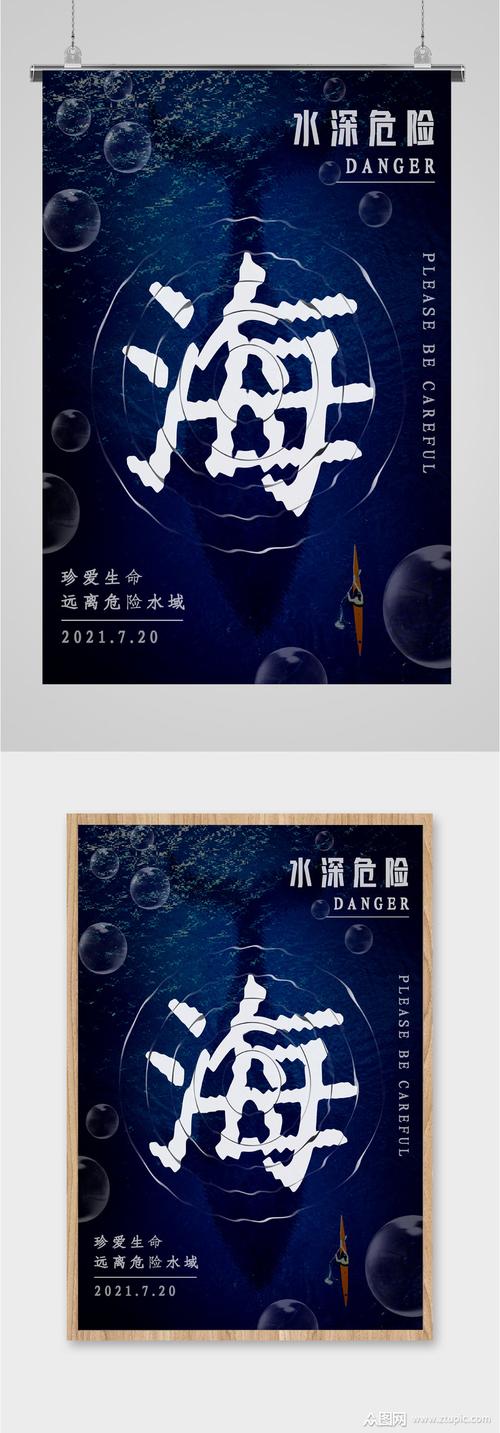 水深危险
DANGER
PLEASE BE CAREFUL
海
珍爱生命
远离危险水域
2021.7.20
水深危险
DANGER
PLEASE BE CAREFUL
海
珍爱生命
远离危险水域
2021.7.20
众图网 www.ztupic.com